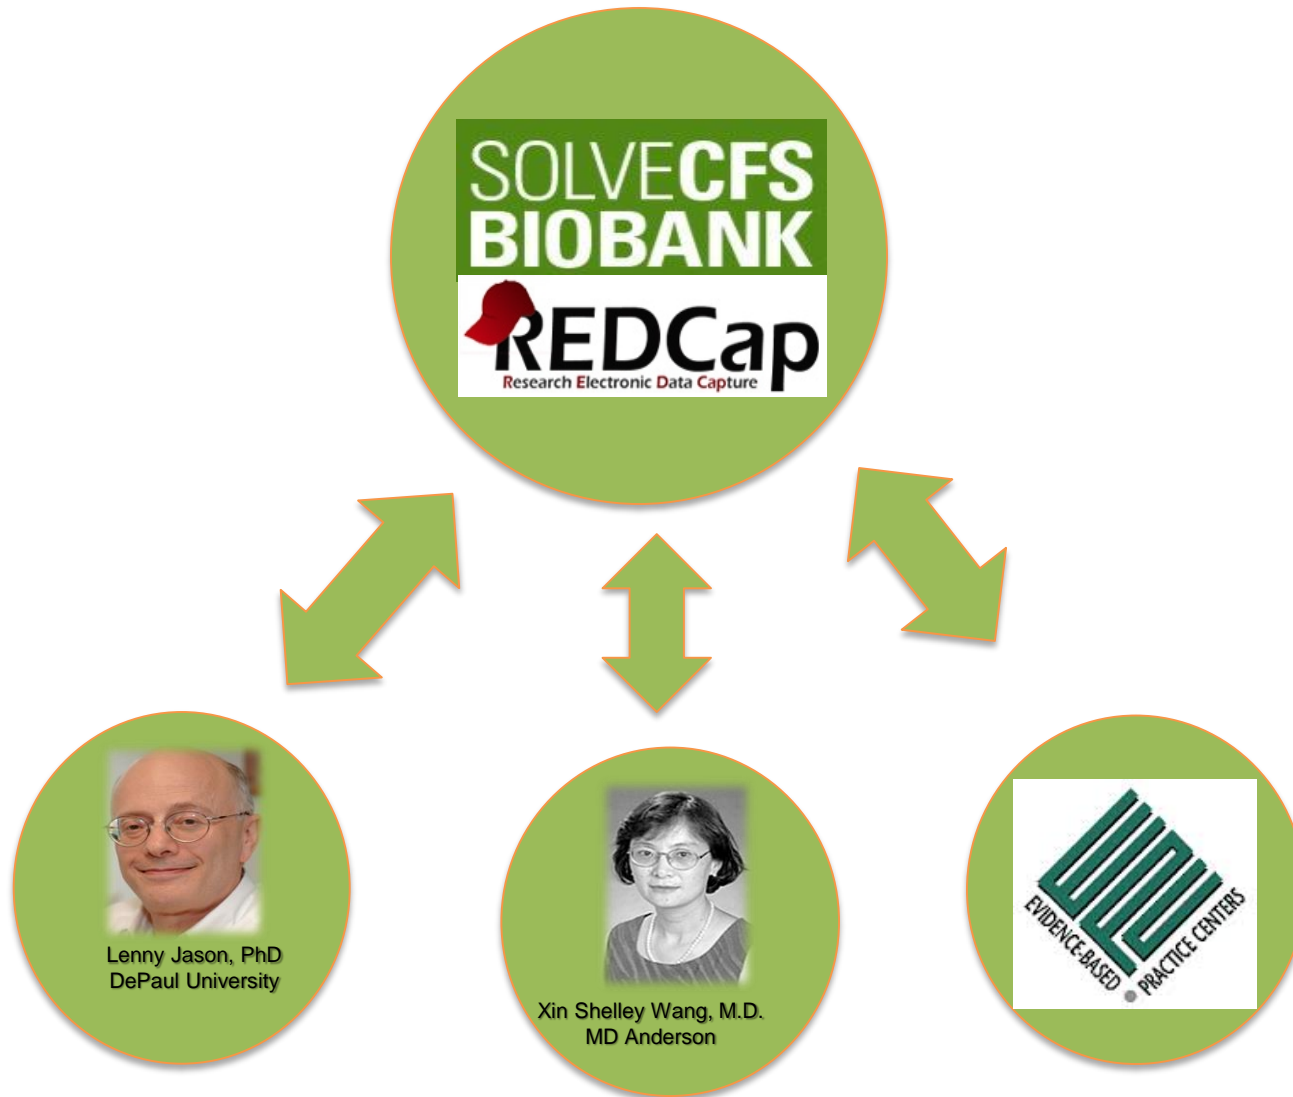 SOLVECFS
BIOBANK
REDCap
Research Electronic Data Capture
Lenny Jason, PhD
DePaul University
Xin Shelley Wang, M.D.
MD Anderson
EVIDENCE-BASED
PRACTICE CENTERS